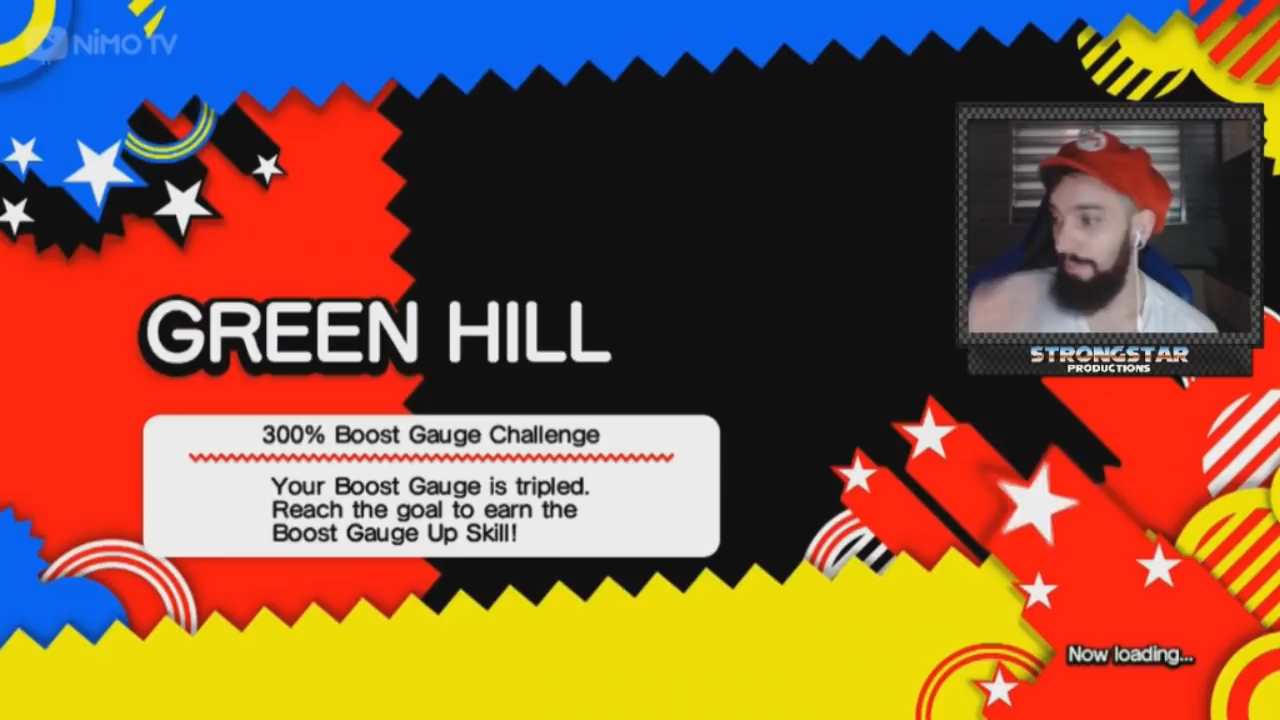 NIMO TV
GREEN HILL
300% Boost Gauge Challenge
Your Boost Gauge is tripled.
Reach the goal to earn the
Boost Gauge Up Skill!
STRONGSTAR
PRODUCTIONS
Now loading...